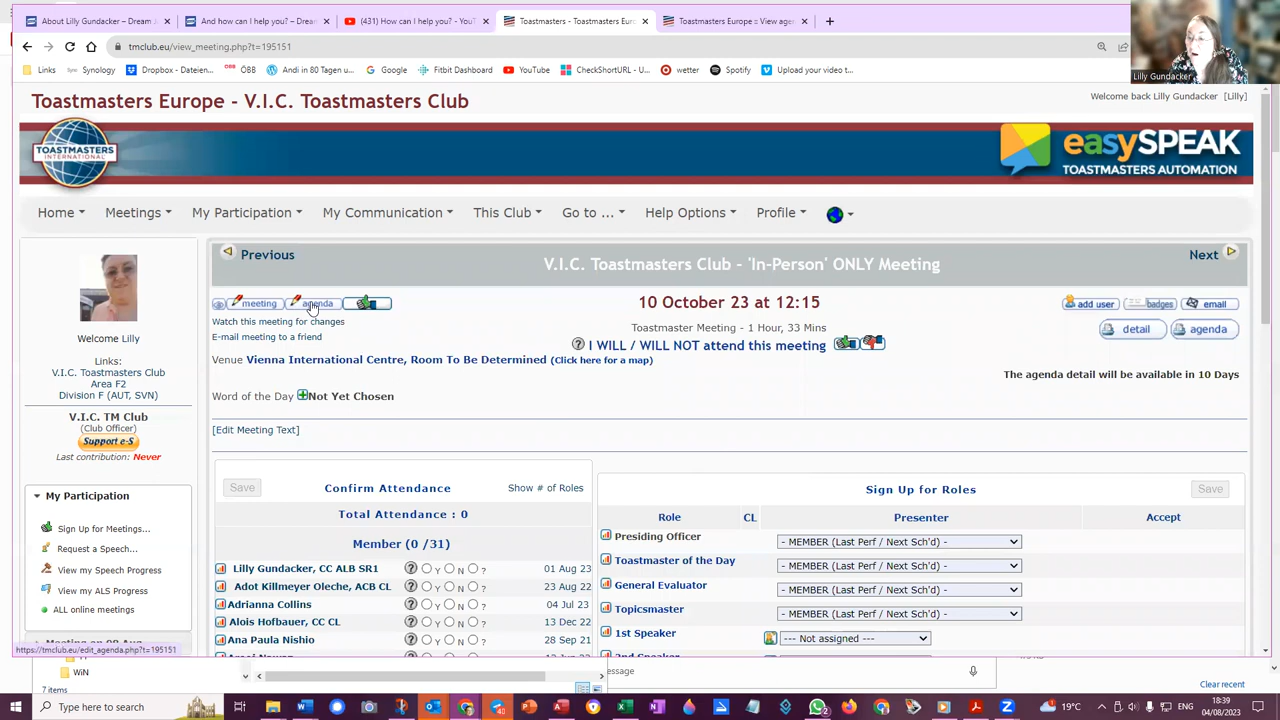 About Lilly Gundacker – Dream J
And how can I help you? – Dream
(431) How can I help you? - YouT
Toastmasters - Toastmasters Euro
Toastmasters Europe :: View agen
tmclub.eu/view_meeting.php?t=195151
Links
Synology
Dropbox - Dateien...
ÖBB
Andi in 80 Tagen u...
Google
Fitbit Dashboard
YouTube
CheckShortURL - U...
wetter
Spotify
Upload your video t...
Lilly Gundacker
Toastmasters Europe - V.I.C. Toastmasters Club
Welcome back Lilly Gundacker [Lilly]
TOASTMASTERS
INTERNATIONAL
easySPEAK
TOASTMASTERS AUTOMATION
Home
Meetings
My Participation
My Communication
This Club
Go to ...
Help Options
Profile
Previous
V.I.C. Toastmasters Club - 'In-Person' ONLY Meeting
Next
meeting
agenda
10 October 23 at 12:15
add user
badges
email
Watch this meeting for changes
Toastmaster Meeting - 1 Hour, 33 Mins
detail
agenda
E-mail meeting to a friend
I WILL / WILL NOT attend this meeting
Venue Vienna International Centre, Room To Be Determined (Click here for a map)
The agenda detail will be available in 10 Days
Word of the Day Not Yet Chosen
[Edit Meeting Text]
Welcome Lilly
Links:
V.I.C. Toastmasters Club
Area F2
Division F (AUT, SVN)
V.I.C. TM Club
(Club Officer)
Support e-S
Last contribution: Never
My Participation
Sign Up for Meetings...
Request a Speech...
View my Speech Progress
View my ALS Progress
ALL online meetings
Save
Confirm Attendance
Show # of Roles
Total Attendance : 0
Member (0 /31)
Lilly Gundacker, CC ALB SR1 ? Y N ? 01 Aug 23
Adot Killmeyer Oleche, ACB CL ? Y N ? 23 Aug 22
Adrianna Collins ? Y N ? 04 Jul 23
Alois Hofbauer, CC CL ? Y N ? 13 Dec 22
Ana Paula Nishio ? Y N ? 28 Sep 21
Sign Up for Roles
Save
Role CL Presenter Accept
Presiding Officer - MEMBER (Last Perf / Next Sch'd) -
Toastmaster of the Day - MEMBER (Last Perf / Next Sch'd) -
General Evaluator - MEMBER (Last Perf / Next Sch'd) -
Topicsmaster - MEMBER (Last Perf / Next Sch'd) -
1st Speaker --- Not assigned ---
https://tmclub.eu/edit_agenda.php?t=195151
WiN
7 items
Clear recent
Type here to search
19°C
18:39
04/08/2023